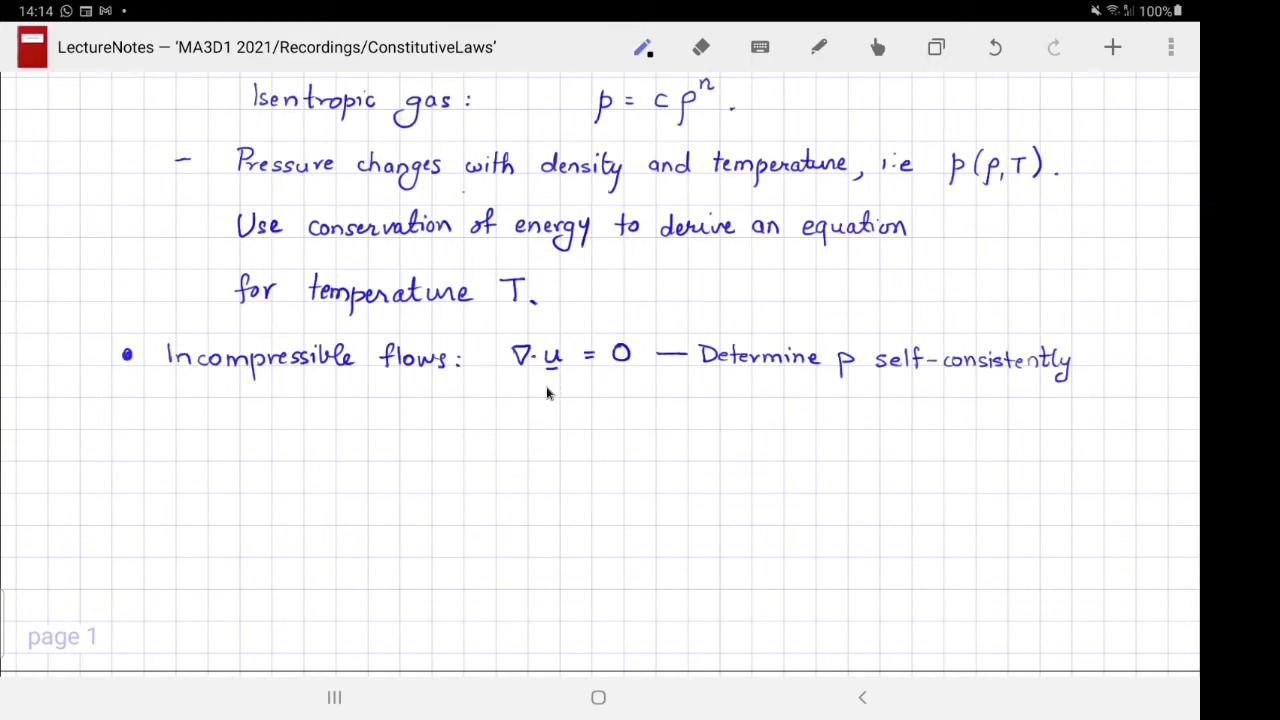 14:14 100%
LectureNotes — ‘MA3D1 2021/Recordings/ConstitutiveLaws’
Isentropic gas : p = c ρ^n .
– Pressure changes with density and temperature, i.e p(ρ,T) .
Use conservation of energy to derive an equation
for temperature T.
• Incompressible flows: ∇·u = 0 — Determine p self-consistently
page 1